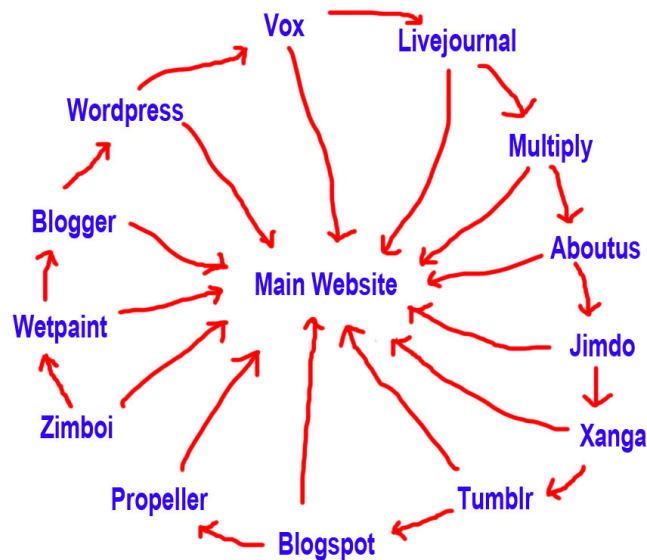 Vox
Livejournal
Wordpress
Multiply
Blogger
Aboutus
Main Website
Wetpaint
Jimdo
Zimboi
Xanga
Propeller
Tumblr
Blogspot